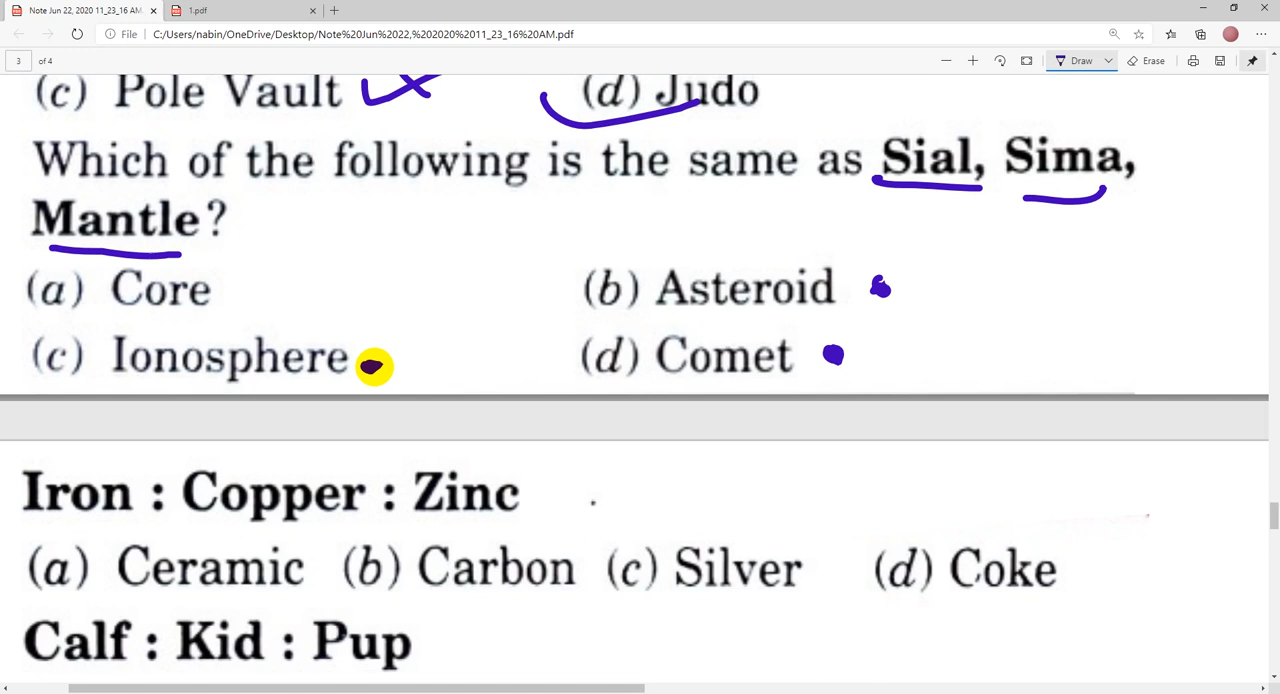 Note Jun 22, 2020 11_23_16 AM.
1.pdf
File
C:/Users/nabin/OneDrive/Desktop/Note%20Jun%2022,%202020%2011_23_16%20AM.pdf
3 of 4
Draw
Erase
(c) Pole Vault (d) Judo
Which of the following is the same as Sial, Sima,
Mantle?
(a) Core (b) Asteroid
(c) Ionosphere (d) Comet
Iron : Copper : Zinc
(a) Ceramic (b) Carbon (c) Silver (d) Coke
Calf : Kid : Pup